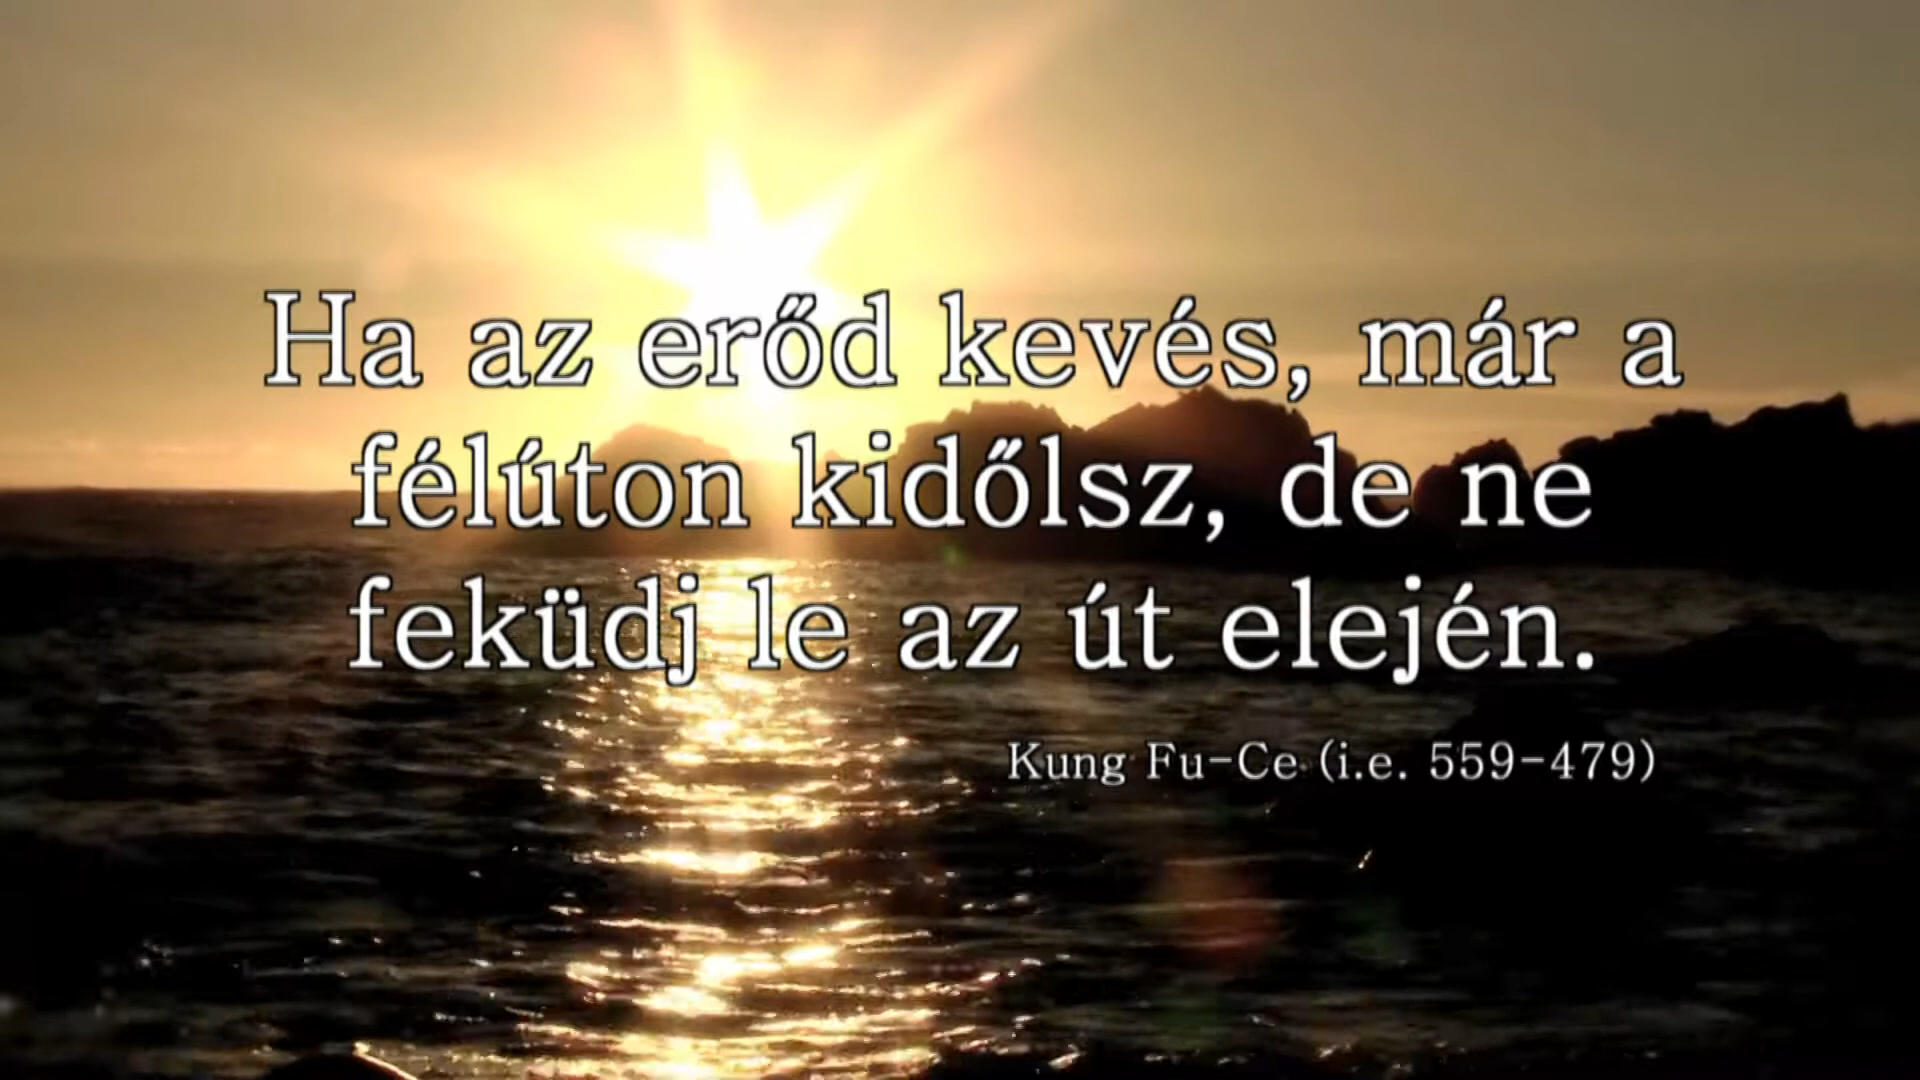 Ha az erőd kevés, már a
félúton kidőlsz, de ne
feküdj le az út elején.
Kung Fu-Ce (i.e. 559-479)